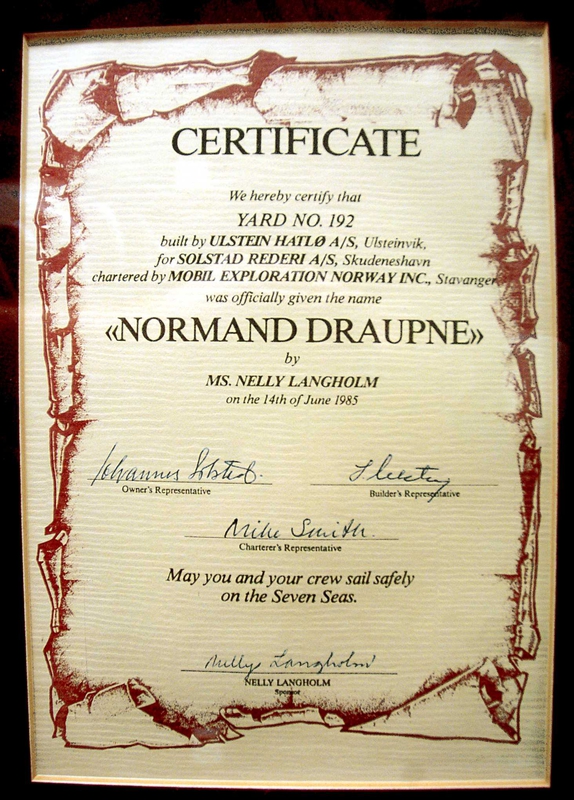 CERTIFICATE
We hereby certify that
YARD NO. 192
built by ULSTEIN HATLØ A/S, Ulsteinvik,
for SOLSTAD REDERI A/S, Skudeneshavn
chartered by MOBIL EXPLORATION NORWAY INC., Stavanger
was officially given the name
«NORMAND DRAUPNE»
by
MS. NELLY LANGHOLM
on the 14th of June 1985
Johannes Solstad.
Owner's Representative
Builder's Representative
Mike Smith.
Charterer's Representative
May you and your crew sail safely
on the Seven Seas.
Nelly Langholm
NELLY LANGHOLM
Sponsor